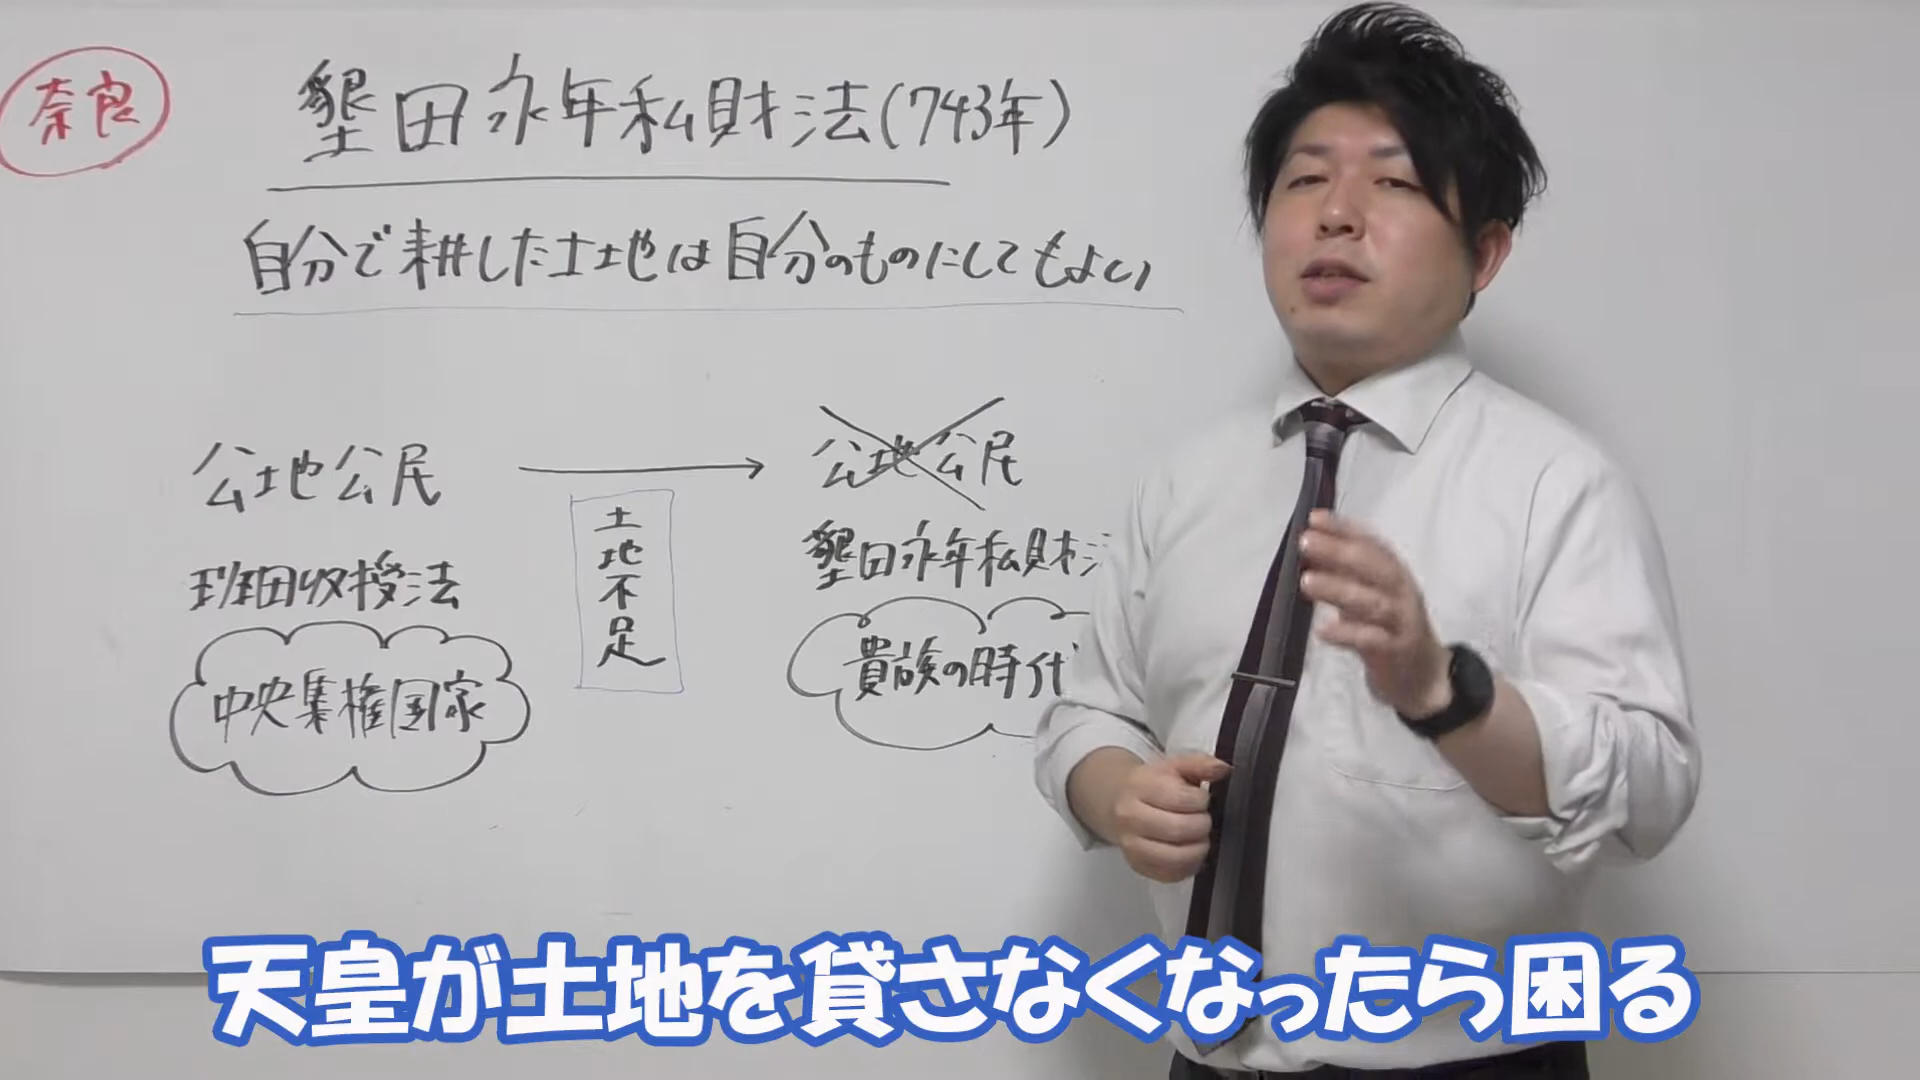 奈良
墾田永年私財法(743年)
自分で耕した土地は自分のものにしてもよい
公地公民
土地不足
公地公民
班田収授法
墾田永年私財法
中央集権国家
貴族の時代
天皇が土地を貸さなくなったら困る